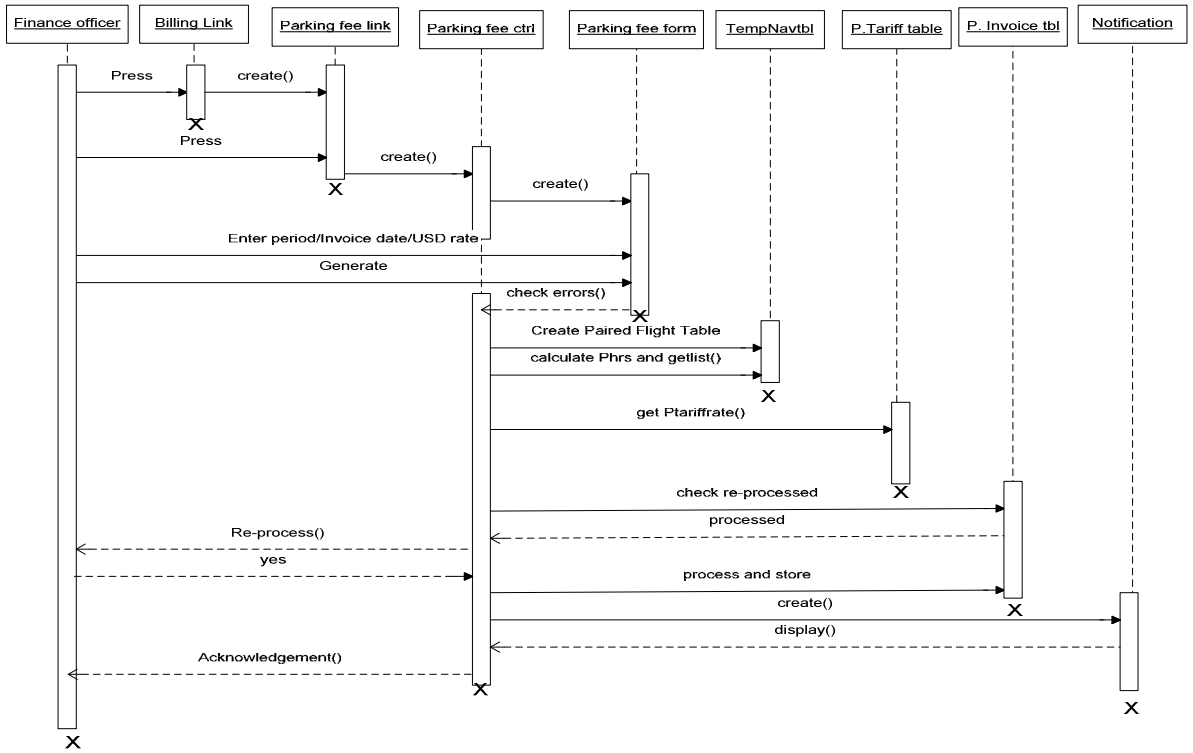 Finance officer
Billing Link
Parking fee link
Parking fee ctrl
Parking fee form
TempNavtbl
P.Tariff table
P. Invoice tbl
Notification
Press
create()
X
Press
create()
X
create()
Enter period/Invoice date/USD rate
Generate
check errors()
X
Create Paired Flight Table
calculate Phrs and getlist()
X
get Ptariffrate()
X
check re-processed
processed
Re-process()
yes
process and store
create()
X
display()
Acknowledgement()
X
X
X